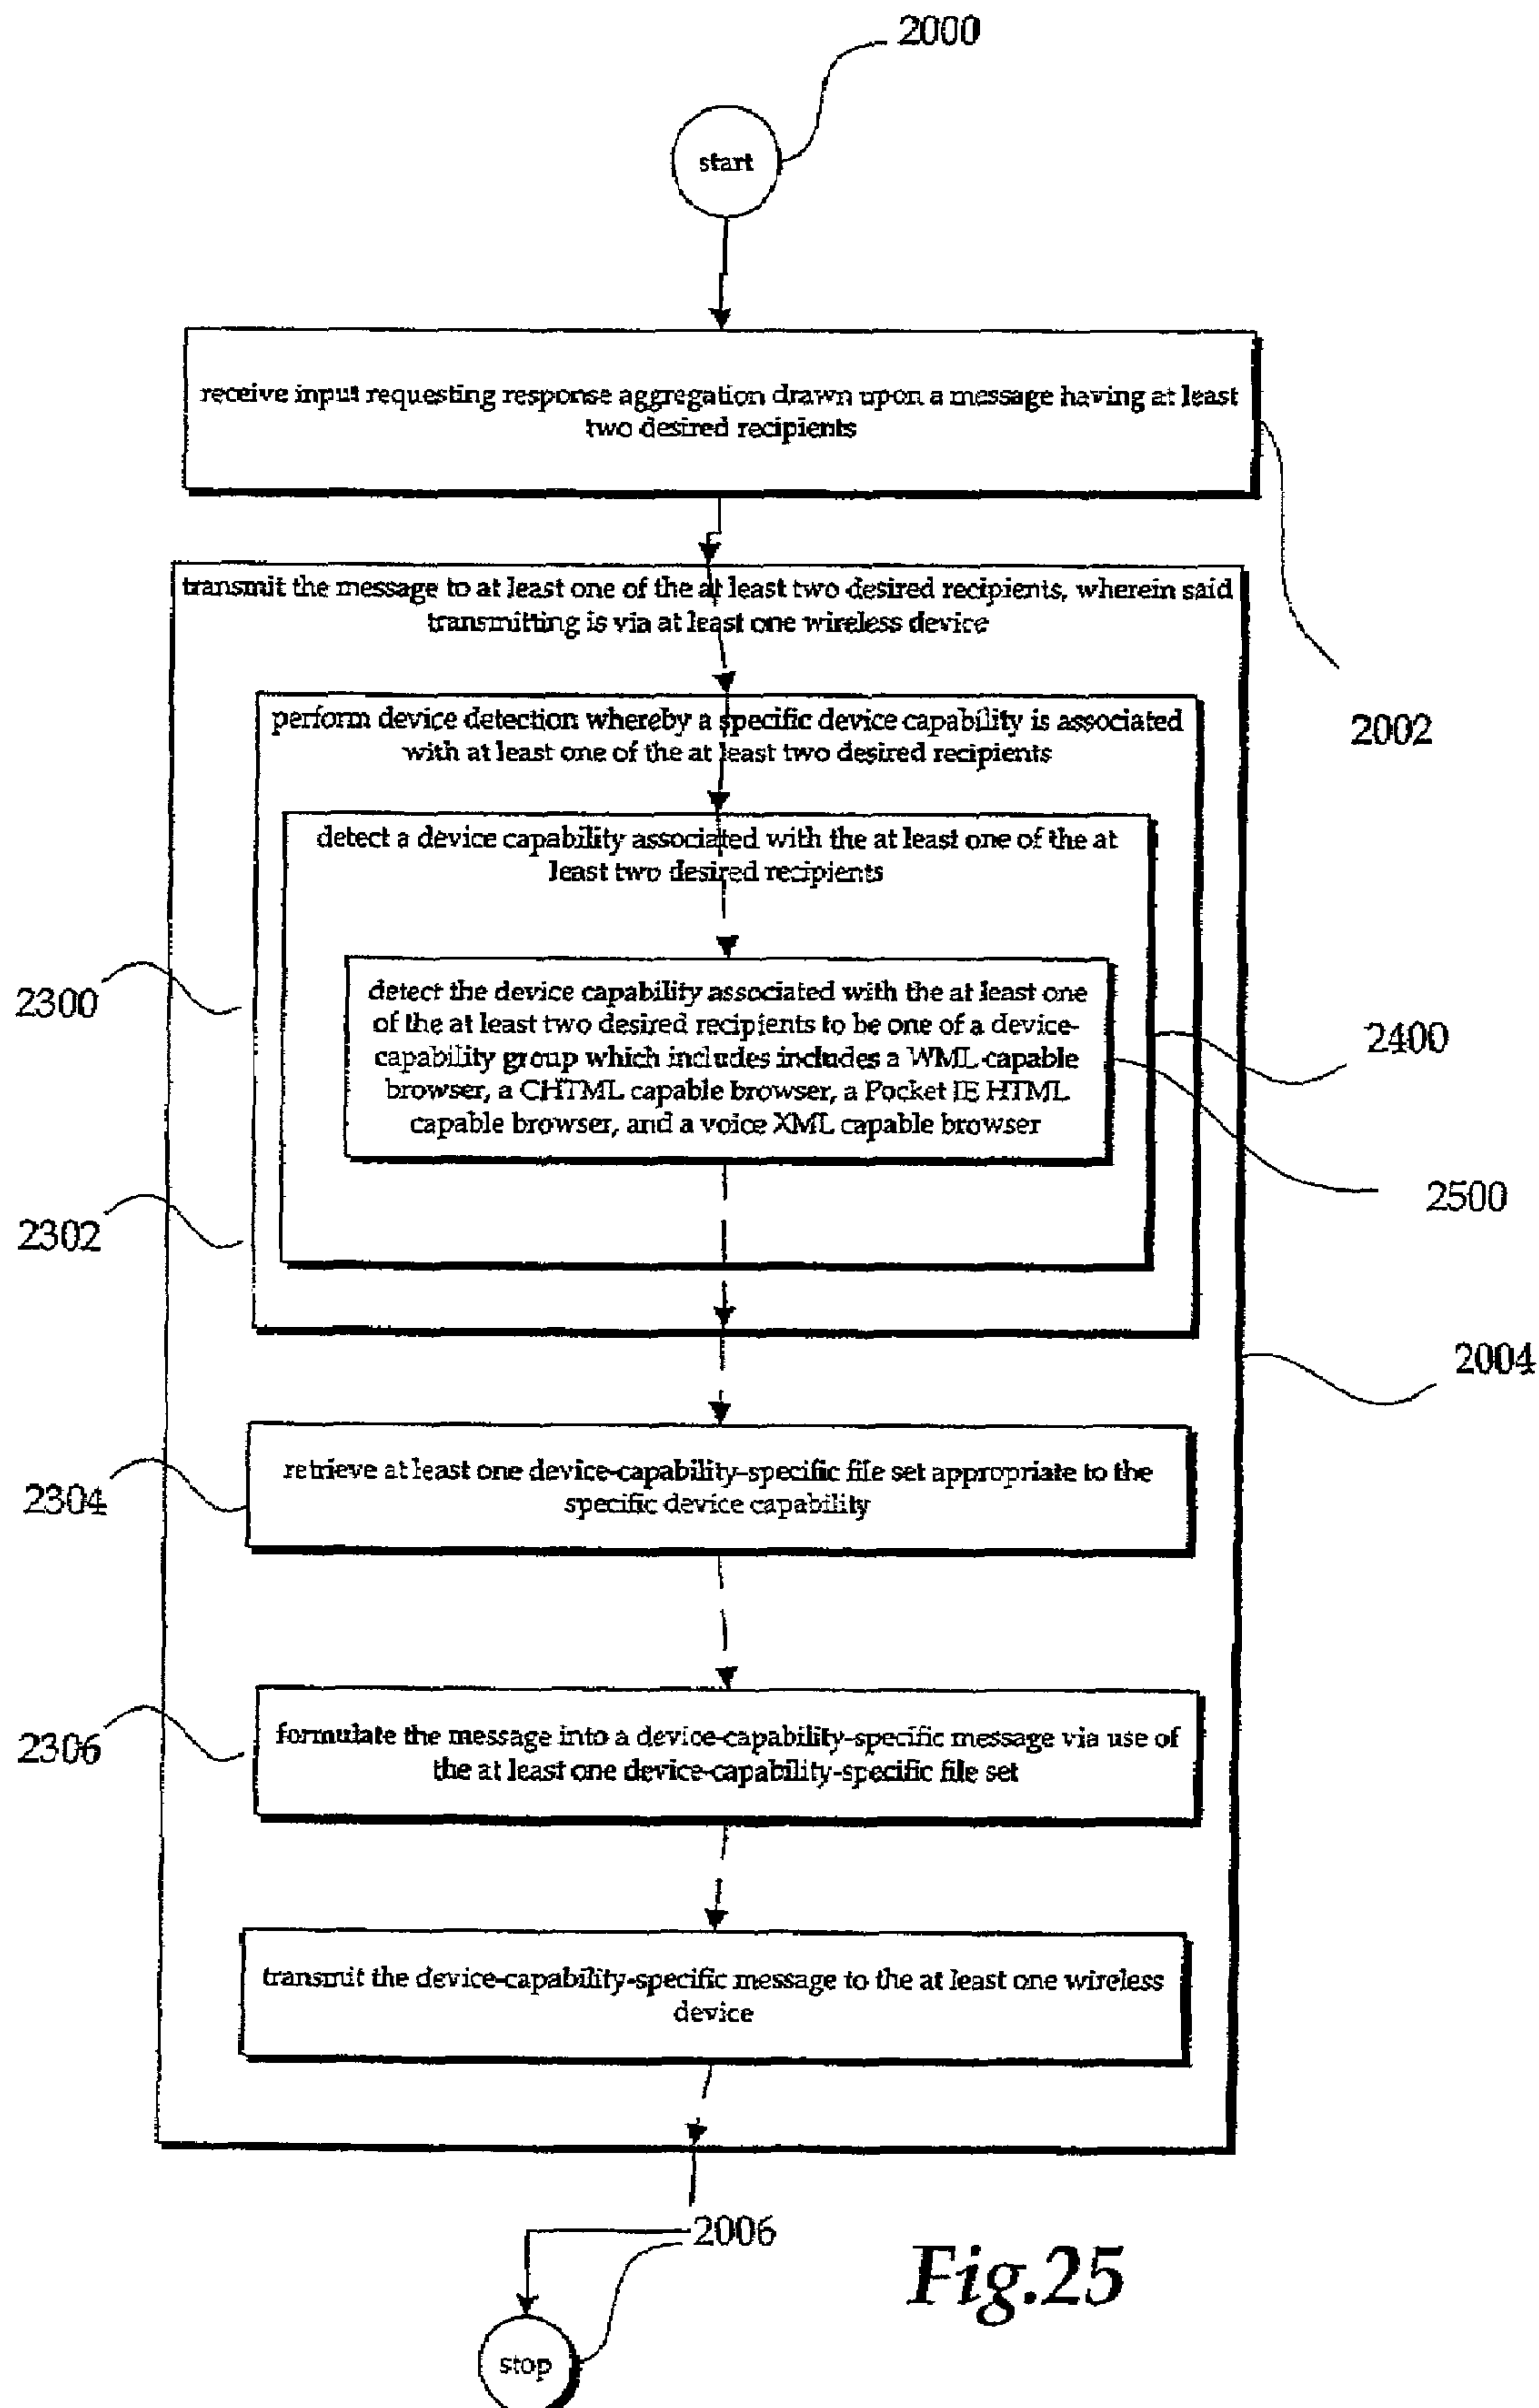 2000
start
receive input requesting response aggregation drawn upon a message having at least
two desired recipients
2002
transmit the message to at least one of the at least two desired recipients, wherein said
transmitting is via at least one wireless device
perform device detection whereby a specific device capability is associated
with at least one of the at least two desired recipients
detect a device capability associated with the at least one of the at
least two desired recipients
detect the device capability associated with the at least one
of the at least two desired recipients to be one of a device-
capability group which includes includes a WML-capable
browser, a CHTML capable browser, a Pocket IE HTML
capable browser, and a voice XML capable browser
2300
2400
2500
2302
2004
retrieve at least one device-capability-specific file set appropriate to the
specific device capability
2304
formulate the message into a device-capability-specific message via use of
the at least one device-capability-specific file set
2306
transmit the device-capability-specific message to the at least one wireless
device
2006
Fig.25
stop